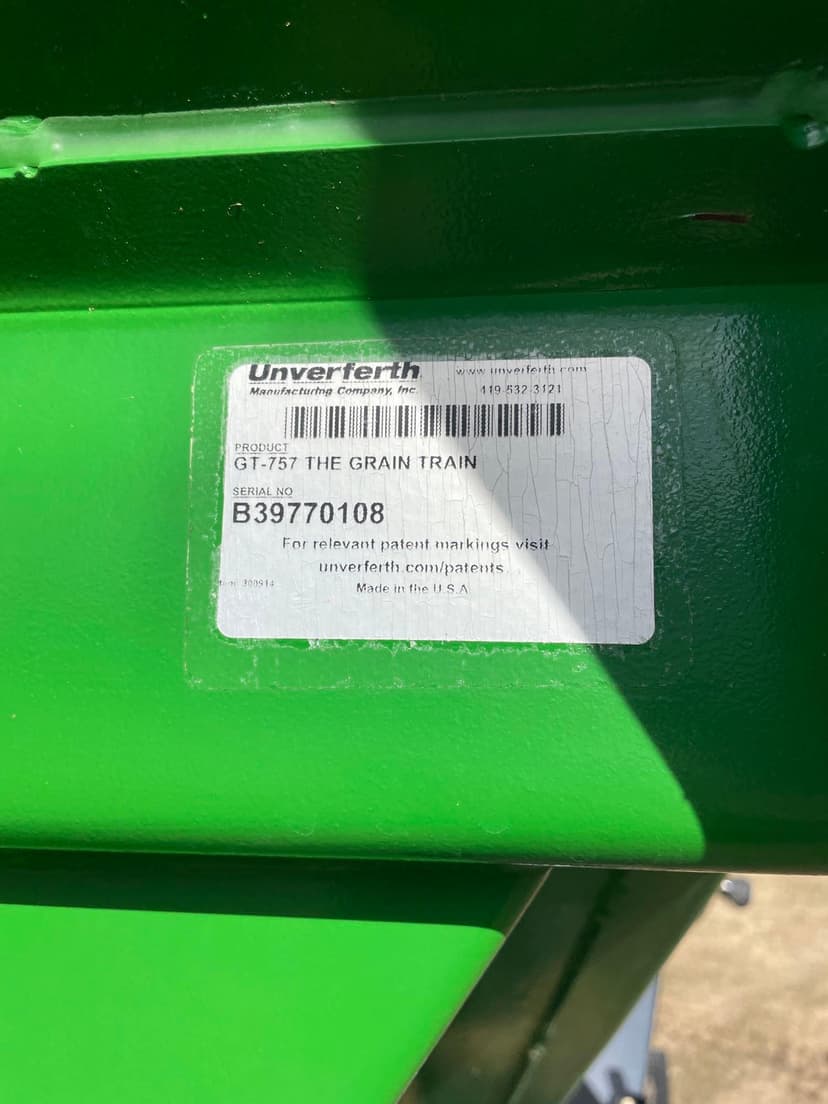 Unverferth
www.unverferth.com
Manufacturing Company, Inc.
419-532-3121
PRODUCT
GT-757 THE GRAIN TRAIN
SERIAL NO
B39770108
For relevant patent markings visit
unverferth.com/patents.
300914
Made in the U.S.A